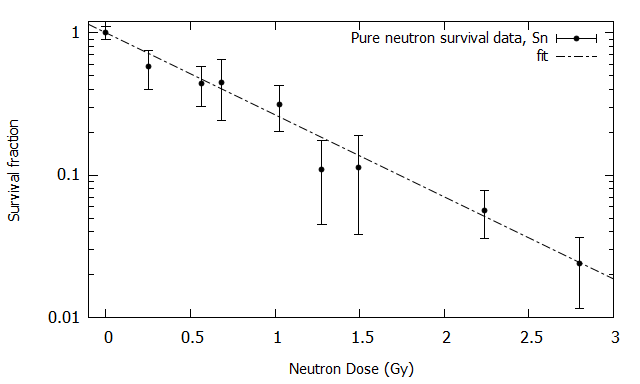 Pure neutron survival data, Sn
fit
1
0.1
0.01
Survival fraction
0
0.5
1
1.5
2
2.5
3
Neutron Dose (Gy)